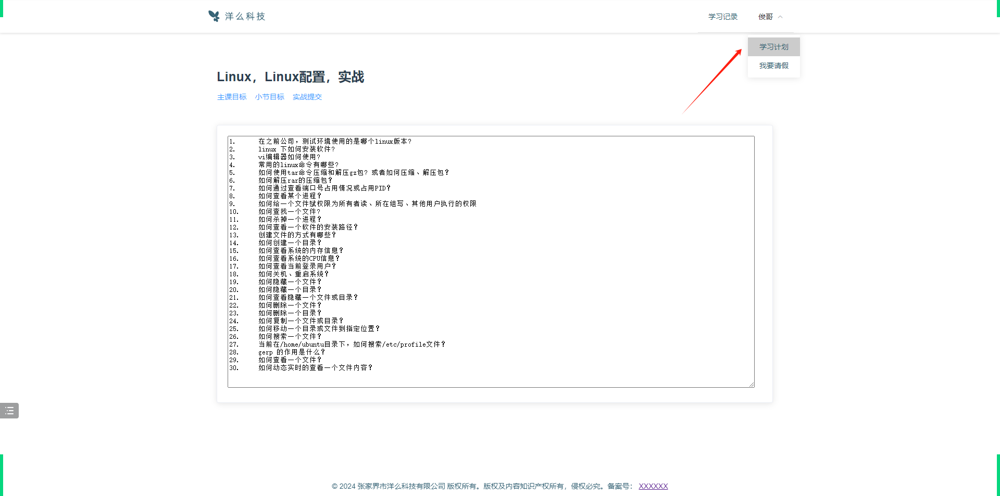 洋么科技
学习记录 俊哥
学习计划
我要请假
Linux，Linux配置，实战
主课目标 小节目标 实战提交
1. 在之前公司，测试环境使用的是哪个linux版本?
2. linux 下如何安装软件?
3. vi编辑器如何使用?
4. 常用的linux命令有哪些?
5. 如何使用tar命令压缩和解压gz包? 或者如何压缩、解压包？
6. 如何解压rar的压缩包？
7. 如何通过查看端口号占用情况或占用PID？
8. 如何查看某个进程？
9. 如何给一个文件赋权限为所有者读、所在组写、其他用户执行的权限
10. 如何查找一个文件?
11. 如何杀掉一个进程？
12. 如何查看一个软件的安装路径？
13. 创建文件的方式有哪些？
14. 如何创建一个目录？
15. 如何查看系统的内存信息？
16. 如何查看系统的CPU信息？
17. 如何查看当前登录用户？
18. 如何关机、重启系统？
19. 如何隐藏一个文件？
20. 如何隐藏一个目录？
21. 如何查看隐藏一个文件或目录？
22. 如何删除一个文件？
23. 如何删除一个目录？
24. 如何复制一个文件或目录？
25. 如何移动一个目录或文件到指定位置？
26. 如何搜索一个文件？
27. 当前在/home/ubuntu目录下，如何搜索/etc/profile文件？
28. gerp 的作用是什么？
29. 如何查看一个文件？
30. 如何动态实时的查看一个文件内容？
© 2024 张家界市洋么科技有限公司 版权所有。版权及内容知识产权所有，侵权必究。备案号： XXXXXX